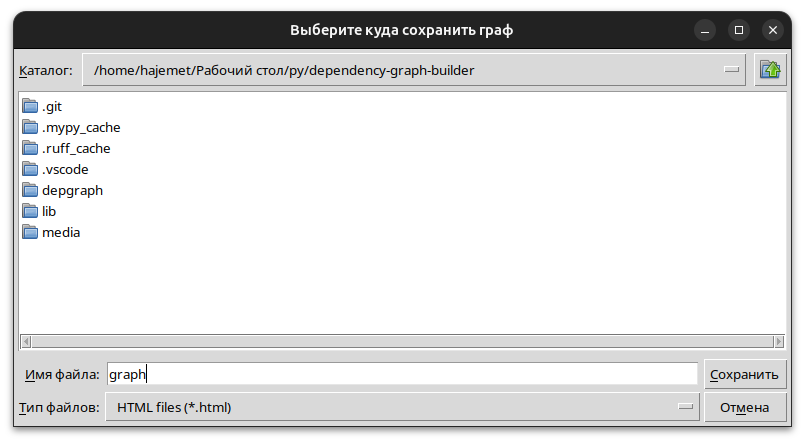 Выберите куда сохранить граф
Каталог: /home/hajemet/Рабочий стол/py/dependency-graph-builder
.git
.mypy_cache
.ruff_cache
.vscode
depgraph
lib
media
Имя файла: graph Сохранить
Тип файлов: HTML files (*.html) Отмена